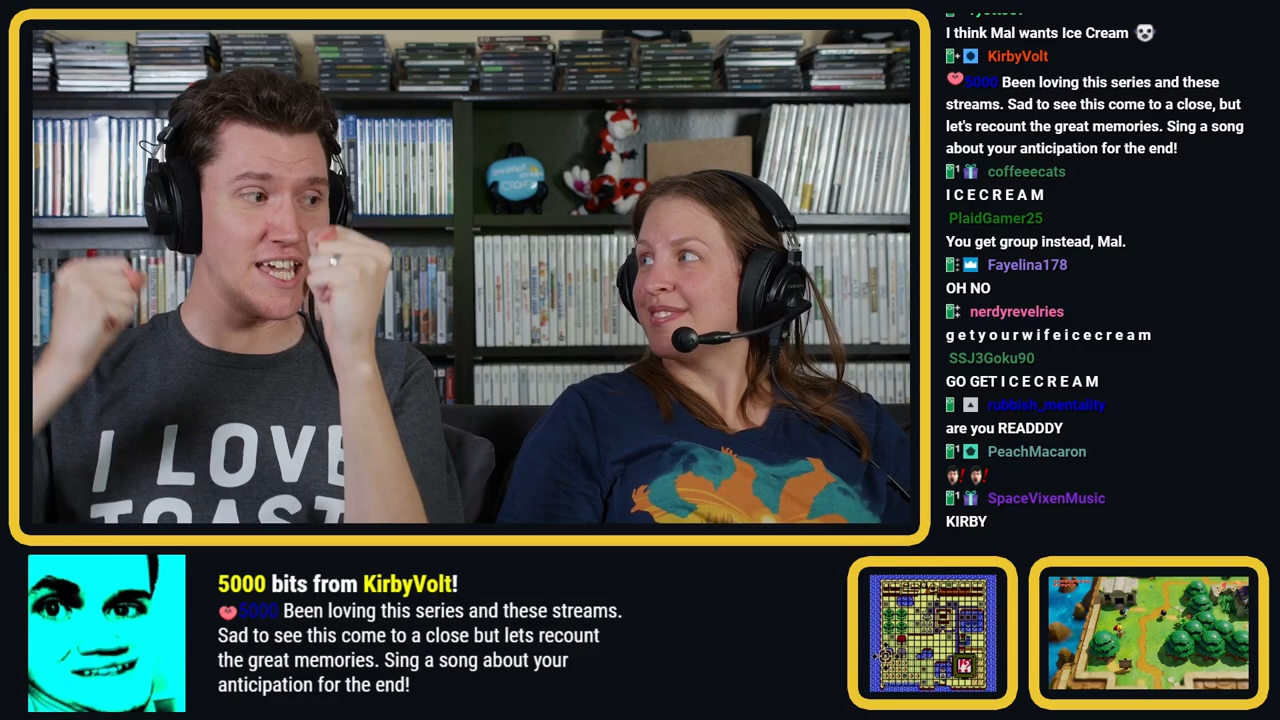 I think Mal wants Ice Cream
KirbyVolt
5000 Been loving this series and these
streams. Sad to see this come to a close, but
let's recount the great memories. Sing a song
about your anticipation for the end!
coffeeecats
I C E C R E A M
PlaidGamer25
You get group instead, Mal.
Fayelina178
OH NO
nerdyrevelries
g e t y o u r w i f e i c e c r e a m
SSJ3Goku90
GO GET I C E C R E A M
rubbish_mentality
are you READDDY
PeachMacaron
SpaceVixenMusic
KIRBY
I LOVE
TOAST
5000 bits from KirbyVolt!
5000 Been loving this series and these streams.
Sad to see this come to a close but lets recount
the great memories. Sing a song about your
anticipation for the end!